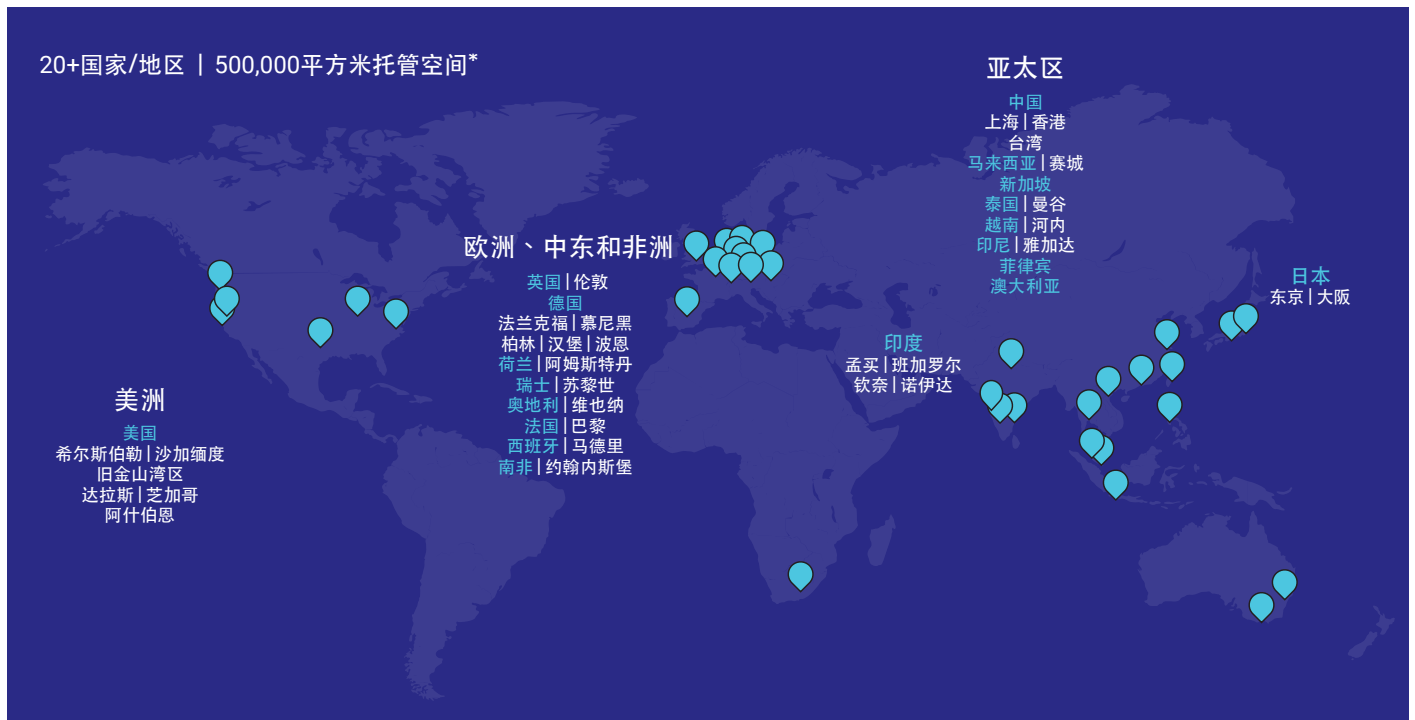 20+国家/地区 | 500,000平方米托管空间*
美洲
美国
希尔斯伯勒|沙加缅度
旧金山湾区
达拉斯|芝加哥
阿什伯恩
欧洲、中东和非洲
英国|伦敦
德国
法兰克福|慕尼黑
柏林|汉堡|波恩
荷兰|阿姆斯特丹
瑞士|苏黎世
奥地利|维也纳
法国|巴黎
西班牙|马德里
南非|约翰内斯堡
印度
孟买|班加罗尔
钦奈|诺伊达
亚太区
中国
上海|香港
台湾
马来西亚|赛城
新加坡
泰国|曼谷
越南|河内
印尼|雅加达
菲律宾
澳大利亚
日本
东京|大阪